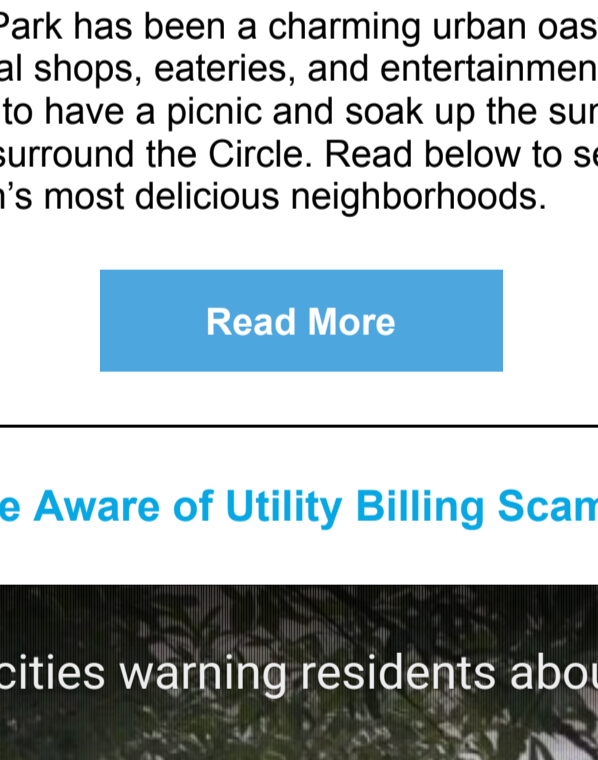 Park has been a charming urban oas
al shops, eateries, and entertainmen
to have a picnic and soak up the sun
surround the Circle. Read below to se
n's most delicious neighborhoods.
Read More
e Aware of Utility Billing Scam
cities warning residents abou